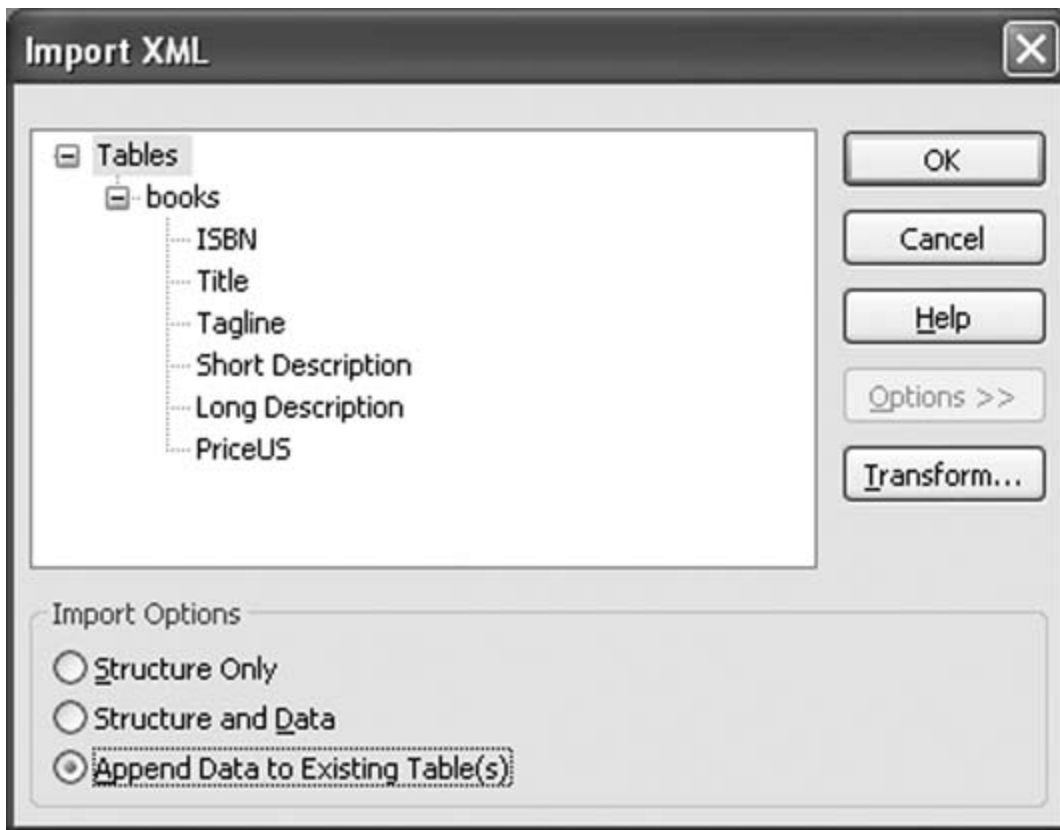 Import XML
Tables
books
ISBN
Title
Tagline
Short Description
Long Description
PriceUS
OK
Cancel
Help
Options >>
Transform...
Import Options
Structure Only
Structure and Data
Append Data to Existing Table(s)